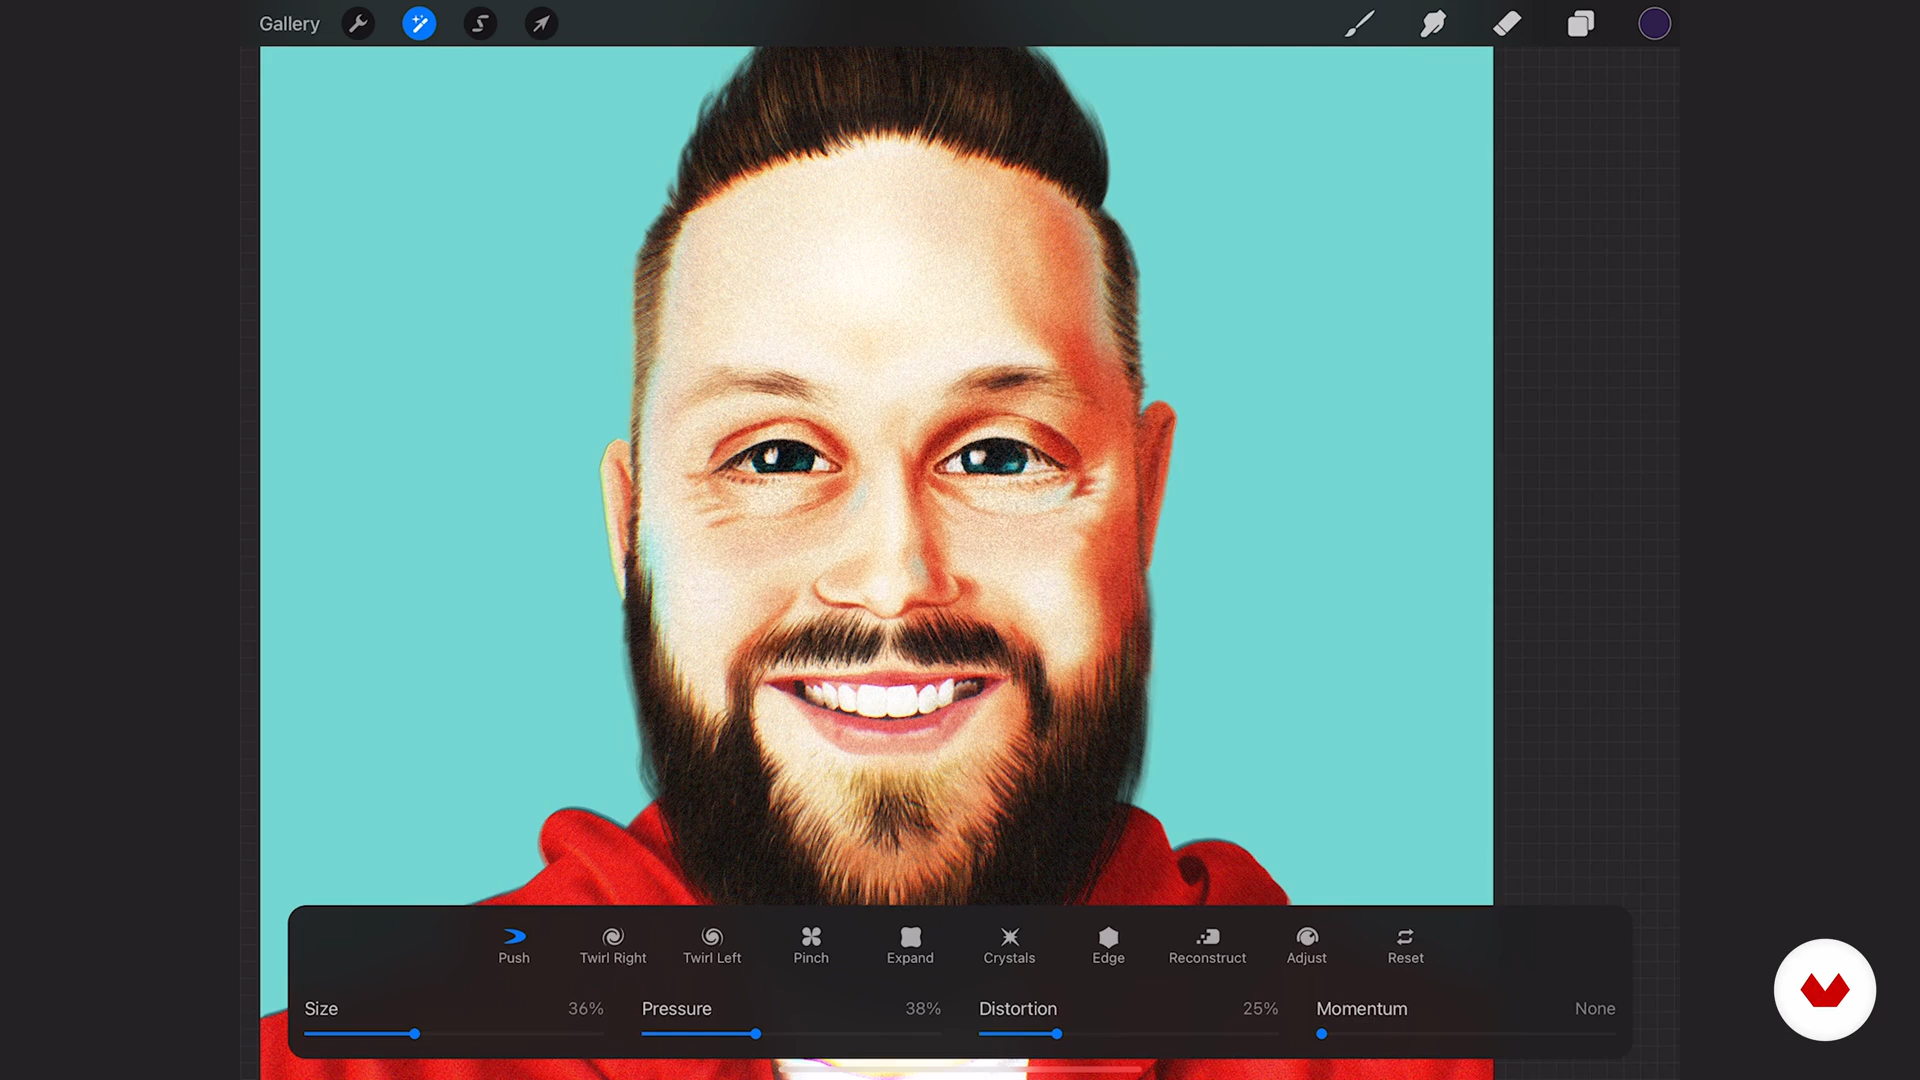 Gallery
Push Twirl Right Twirl Left Pinch Expand Crystals Edge Reconstruct Adjust Reset
Size 36% Pressure 38% Distortion 25% Momentum None